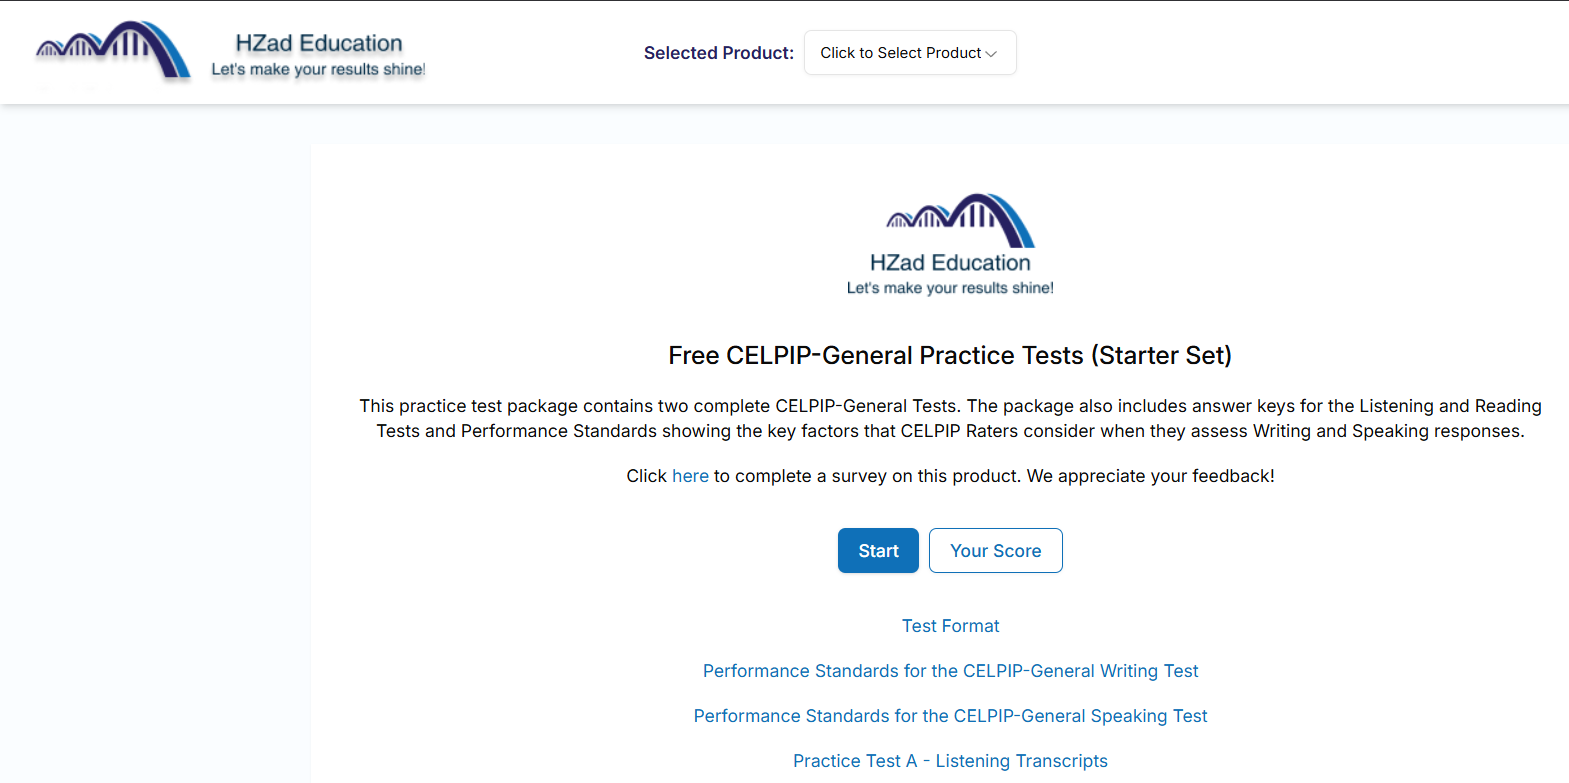 HZad Education
Let's make your results shine!
Selected Product: Click to Select Product
HZad Education
Let's make your results shine!
Free CELPIP-General Practice Tests (Starter Set)
This practice test package contains two complete CELPIP-General Tests. The package also includes answer keys for the Listening and Reading
Tests and Performance Standards showing the key factors that CELPIP Raters consider when they assess Writing and Speaking responses.
Click here to complete a survey on this product. We appreciate your feedback!
Start Your Score
Test Format
Performance Standards for the CELPIP-General Writing Test
Performance Standards for the CELPIP-General Speaking Test
Practice Test A - Listening Transcripts